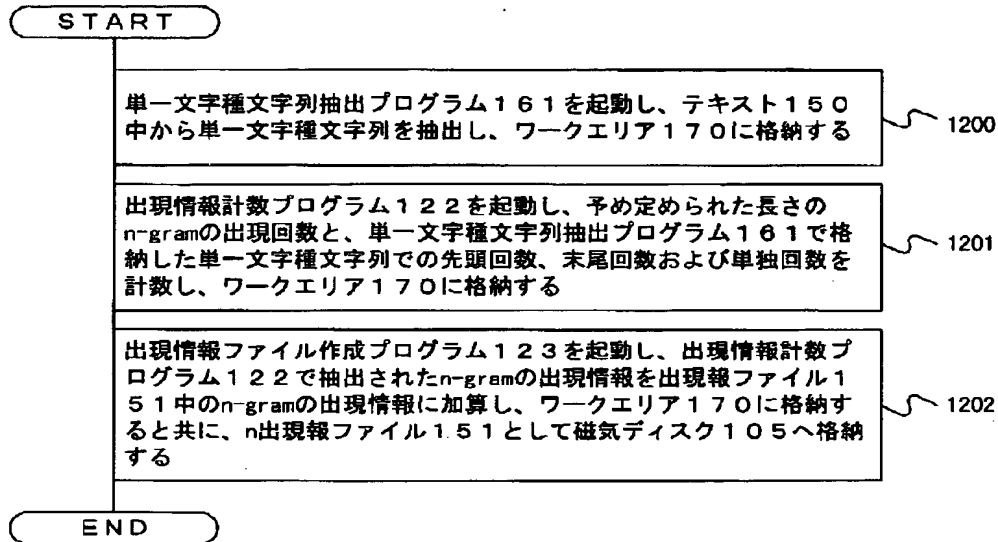 START
単一文字種文字列抽出プログラム１６１を起動し、テキスト１５０
中から単一文字種文字列を抽出し、ワークエリア１７０に格納する
1200
出現情報計数プログラム１２２を起動し、予め定められた長さの
n-gramの出現回数と、単一文字種文字列抽出プログラム１６１で格
納した単一文字種文字列での先頭回数、末尾回数および単独回数を
計数し、ワークエリア１７０に格納する
1201
出現情報ファイル作成プログラム１２３を起動し、出現情報計数プ
ログラム１２２で抽出されたn-gramの出現情報を出現報ファイル１
５１中のn-gramの出現情報に加算し、ワークエリア１７０に格納す
ると共に、n出現報ファイル１５１として磁気ディスク１０５へ格納
する
1202
END